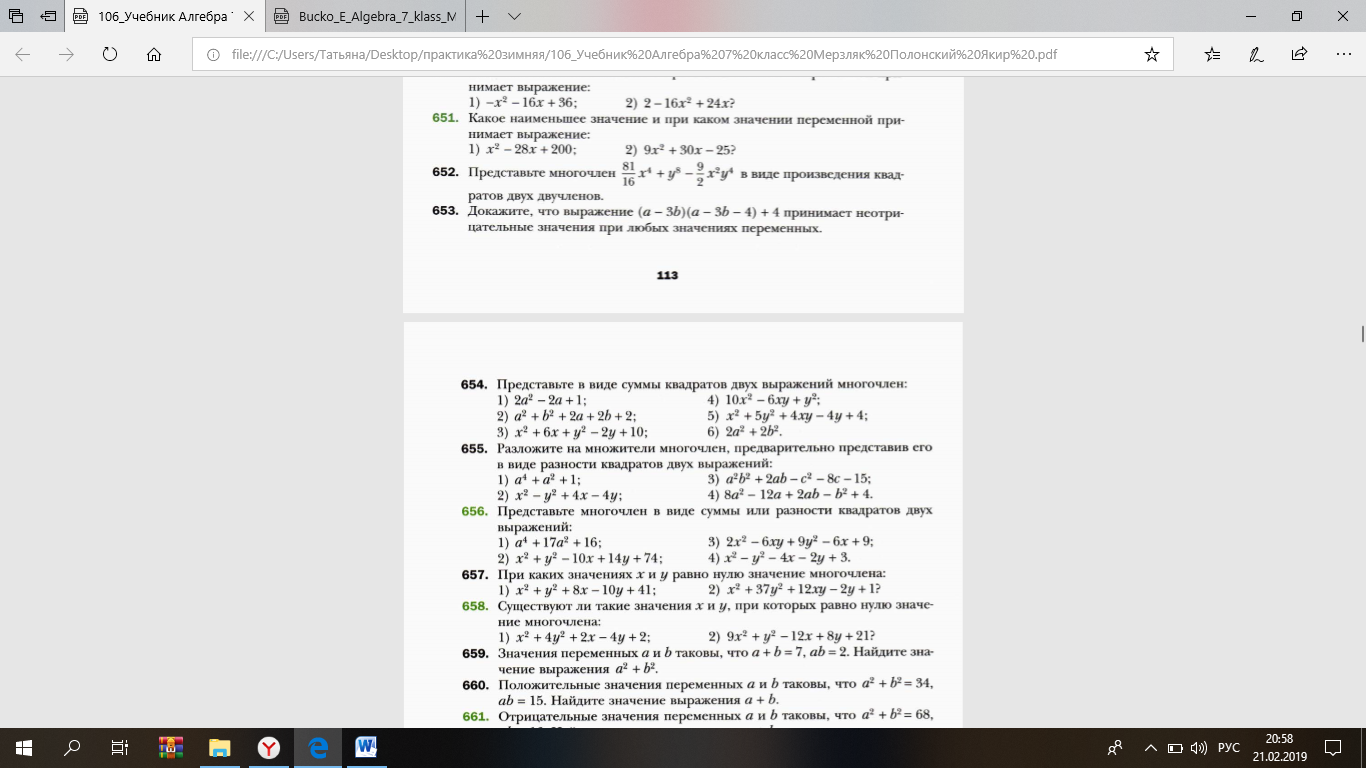 106_Учебник Алгебра
Bucko_E_Algebra_7_klass_M
file:///C:/Users/Татьяна/Desktop/практика%20зимняя/106_Учебник%20Алгебра%207%20класс%20Мерзляк%20Полонский%20Якир%20.pdf
нимает выражение:
1) −x² − 16x + 36; 2) 2 − 16x² + 24x?
651. Какое наименьшее значение и при каком значении переменной при-
нимает выражение:
1) x² − 28x + 200; 2) 9x² + 30x − 25?
652. Представьте многочлен 81/16 x⁴ + y⁸ − 9/2 x²y⁴ в виде произведения квад-
ратов двух двучленов.
653. Докажите, что выражение (a − 3b)(a − 3b − 4) + 4 принимает неотри-
цательные значения при любых значениях переменных.
113
654. Представьте в виде суммы квадратов двух выражений многочлен:
1) 2a² − 2a + 1; 4) 10x² − 6xy + y²;
2) a² + b² + 2a + 2b + 2; 5) x² + 5y² + 4xy − 4y + 4;
3) x² + 6x + y² − 2y + 10; 6) 2a² + 2b².
655. Разложите на множители многочлен, предварительно представив его
в виде разности квадратов двух выражений:
1) a⁴ + a² + 1; 3) a²b² + 2ab − c² − 8c − 15;
2) x² − y² + 4x − 4y; 4) 8a² − 12a + 2ab − b² + 4.
656. Представьте многочлен в виде суммы или разности квадратов двух
выражений:
1) a⁴ + 17a² + 16; 3) 2x² − 6xy + 9y² − 6x + 9;
2) x² + y² − 10x + 14y + 74; 4) x² − y² − 4x − 2y + 3.
657. При каких значениях x и y равно нулю значение многочлена:
1) x² + y² + 8x − 10y + 41; 2) x² + 37y² + 12xy − 2y + 1?
658. Существуют ли такие значения x и y, при которых равно нулю значе-
ние многочлена:
1) x² + 4y² + 2x − 4y + 2; 2) 9x² + y² − 12x + 8y + 21?
659. Значения переменных a и b таковы, что a + b = 7, ab = 2. Найдите зна-
чение выражения a² + b².
660. Положительные значения переменных a и b таковы, что a² + b² = 34,
ab = 15. Найдите значение выражения a + b.
661. Отрицательные значения переменных a и b таковы, что a² + b² = 68,
РУС
20:58
21.02.2019